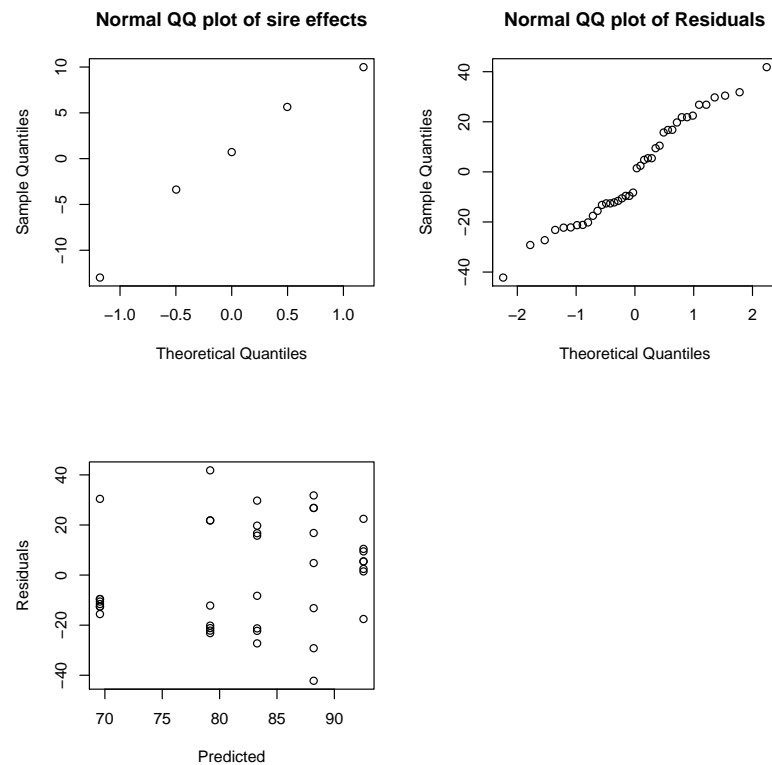 Normal QQ plot of sire effects
10
5
0
−5
−10
Sample Quantiles
−1.0 −0.5 0.0 0.5 1.0
Theoretical Quantiles
Normal QQ plot of Residuals
40
20
0
−20
−40
Sample Quantiles
−2 −1 0 1 2
Theoretical Quantiles
40
20
0
−20
−40
Residuals
70 75 80 85 90
Predicted